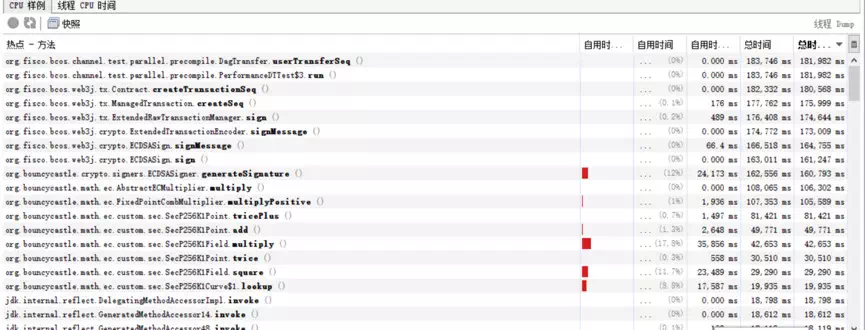 CPU 样例 线程 CPU 时间
快照 线程 Dump
热点 - 方法 自用时... 自用时间 自用时... 总时间 总时...
org.fisco.bcos.channel.test.parallel.precompile.DagTransfer.userTransferSeq () ... (0%) 0.000 ms 183,746 ms 181,982 ms
org.fisco.bcos.channel.test.parallel.precompile.PerformanceDTTest$3.run () ... (0%) 0.000 ms 183,746 ms 181,982 ms
org.fisco.bcos.web3j.tx.Contract.createTransactionSeq () ... (0%) 0.000 ms 182,332 ms 180,568 ms
org.fisco.bcos.web3j.tx.ManagedTransaction.createSeq () ... (0.1%) 176 ms 177,762 ms 175,999 ms
org.fisco.bcos.web3j.tx.ExtendedRawTransactionManager.sign () ... (0.2%) 489 ms 176,408 ms 174,644 ms
org.fisco.bcos.web3j.crypto.ExtendedTransactionEncoder.signMessage () ... (0%) 0.000 ms 174,772 ms 173,009 ms
org.fisco.bcos.web3j.crypto.ECDSASign.signMessage () ... (0%) 66.4 ms 166,518 ms 164,755 ms
org.fisco.bcos.web3j.crypto.ECDSASign.sign () ... (0%) 0.000 ms 163,011 ms 161,247 ms
org.bouncycastle.crypto.signers.ECDSASigner.generateSignature () ... (12%) 24,173 ms 162,556 ms 160,793 ms
org.bouncycastle.math.ec.AbstractECMultiplier.multiply () ... (0%) 0.000 ms 108,065 ms 106,302 ms
org.bouncycastle.math.ec.FixedPointCombMultiplier.multiplyPositive () ... (1%) 1,936 ms 107,353 ms 105,589 ms
org.bouncycastle.math.ec.custom.sec.SecP256K1Point.twicePlus () ... (0.7%) 1,497 ms 81,421 ms 81,421 ms
org.bouncycastle.math.ec.custom.sec.SecP256K1Point.add () ... (1.3%) 2,648 ms 49,771 ms 49,771 ms
org.bouncycastle.math.ec.custom.sec.SecP256K1Field.multiply () ... (17.8%) 35,856 ms 42,653 ms 42,653 ms
org.bouncycastle.math.ec.custom.sec.SecP256K1Point.twice () ... (0.3%) 558 ms 30,510 ms 30,510 ms
org.bouncycastle.math.ec.custom.sec.SecP256K1Field.square () ... (11.7%) 23,489 ms 29,290 ms 29,290 ms
org.bouncycastle.math.ec.custom.sec.SecP256K1Curve$1.lookup () ... (8.8%) 17,587 ms 19,935 ms 19,935 ms
jdk.internal.reflect.DelegatingMethodAccessorImpl.invoke () ... (0%) 0.000 ms 18,798 ms 18,798 ms
jdk.internal.reflect.GeneratedMethodAccessor14.invoke () ... (0%) 0.000 ms 18,612 ms 18,612 ms
jdk.internal.reflect.GeneratedMethodAccessor48.invoke () ... (0.1%)